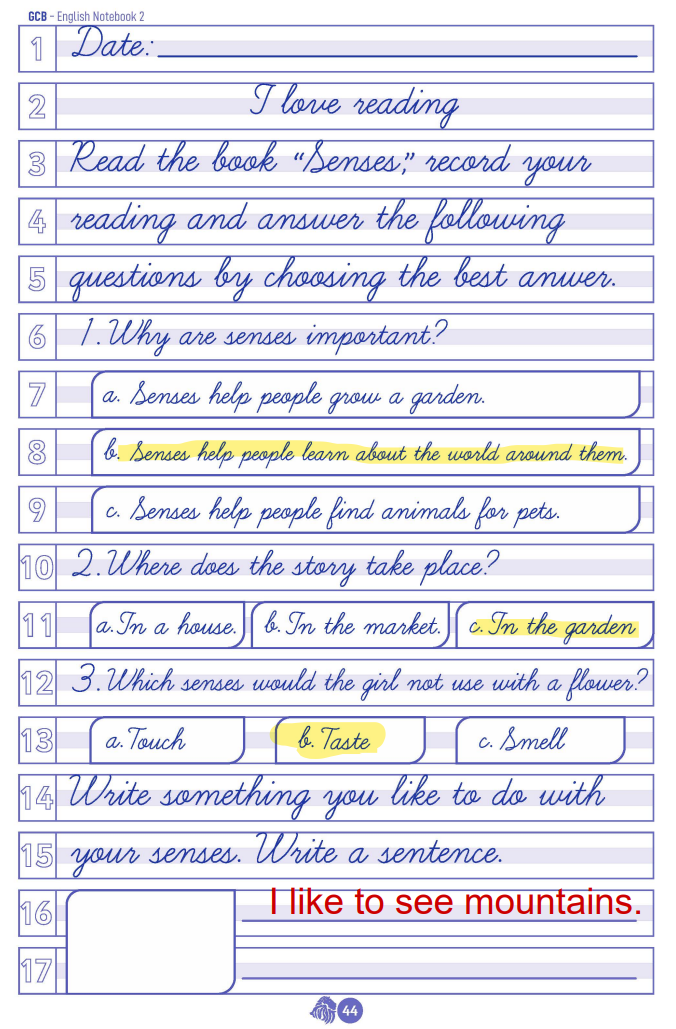 GCB - English Notebook 2
1 Date:
2 I love reading
3 Read the book “Senses,” record your
4 reading and answer the following
5 questions by choosing the best anwer.
6 1. Why are senses important?
7 a. Senses help people grow a garden.
8 b. Senses help people learn about the world around them.
9 c. Senses help people find animals for pets.
10 2. Where does the story take place?
11 a. In a house. b. In the market. c. In the garden
12 3. Which senses would the girl not use with a flower?
13 a. Touch b. Taste c. Smell
14 Write something you like to do with
15 your senses. Write a sentence.
16 I like to see mountains.
17
44